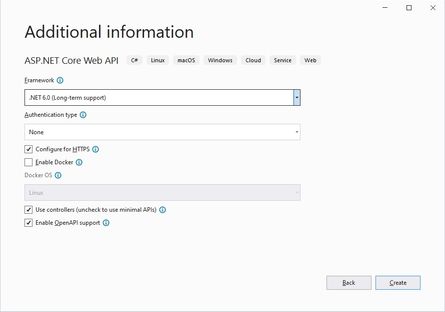 Additional information
ASP.NET Core Web API C# Linux macOS Windows Cloud Service Web
Framework
.NET 6.0 (Long-term support)
Authentication type
None
Configure for HTTPS
Enable Docker
Docker OS
Linux
Use controllers (uncheck to use minimal APIs)
Enable OpenAPI support
Back Create